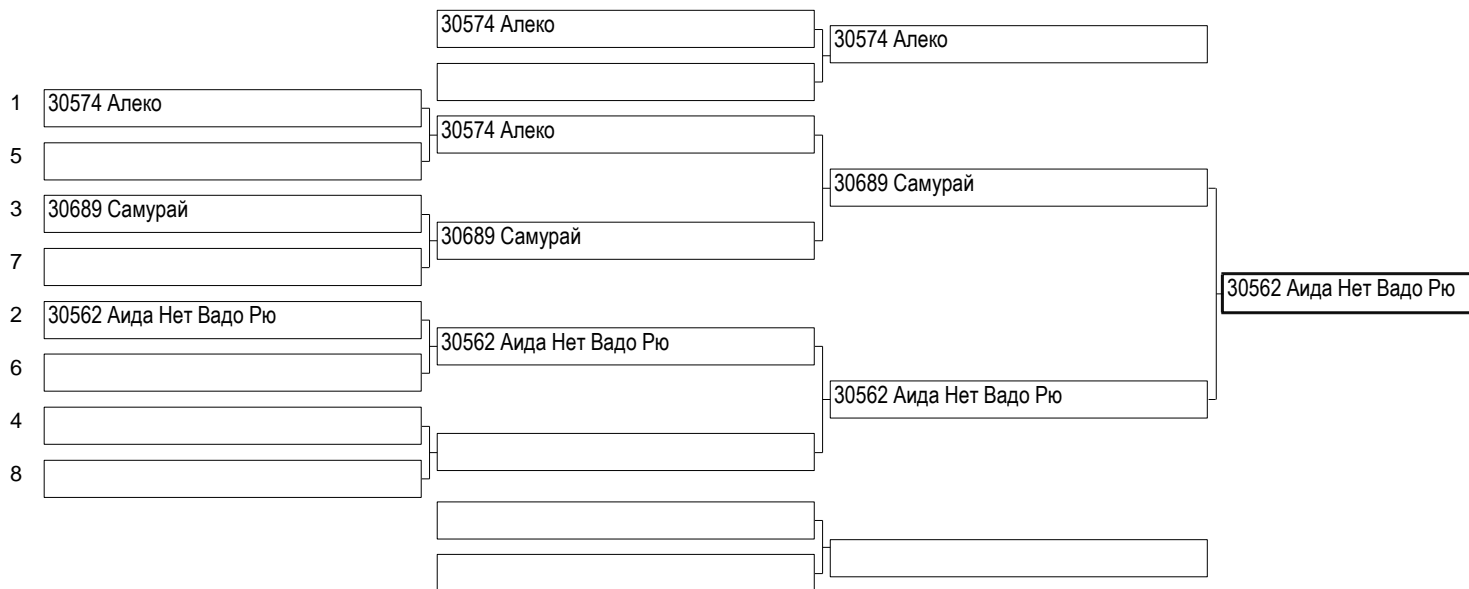 30574 Алеко
30574 Алеко
1 30574 Алеко
30574 Алеко
5
30689 Самурай
3 30689 Самурай
30689 Самурай
7
30562 Аида Нет Вадо Рю
2 30562 Аида Нет Вадо Рю
30562 Аида Нет Вадо Рю
6
30562 Аида Нет Вадо Рю
4
8